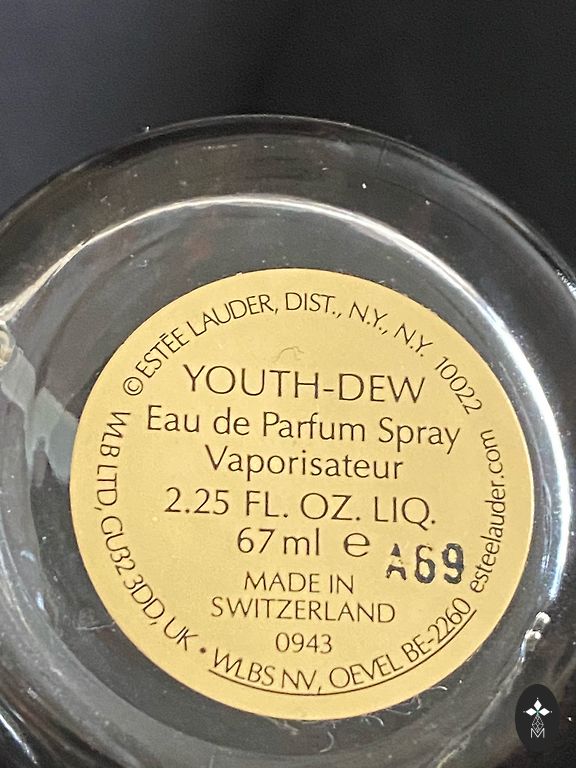 © ESTĒE LAUDER, DIST., N.Y., N.Y. 10022
YOUTH-DEW
Eau de Parfum Spray
Vaporisateur
2.25 FL. OZ. LIQ.
67 ml e A69
MADE IN
SWITZERLAND
0943
WLB LTD, GU32 3DD, UK • WLBS NV, OEVEL BE-2260
esteelauder.com
M